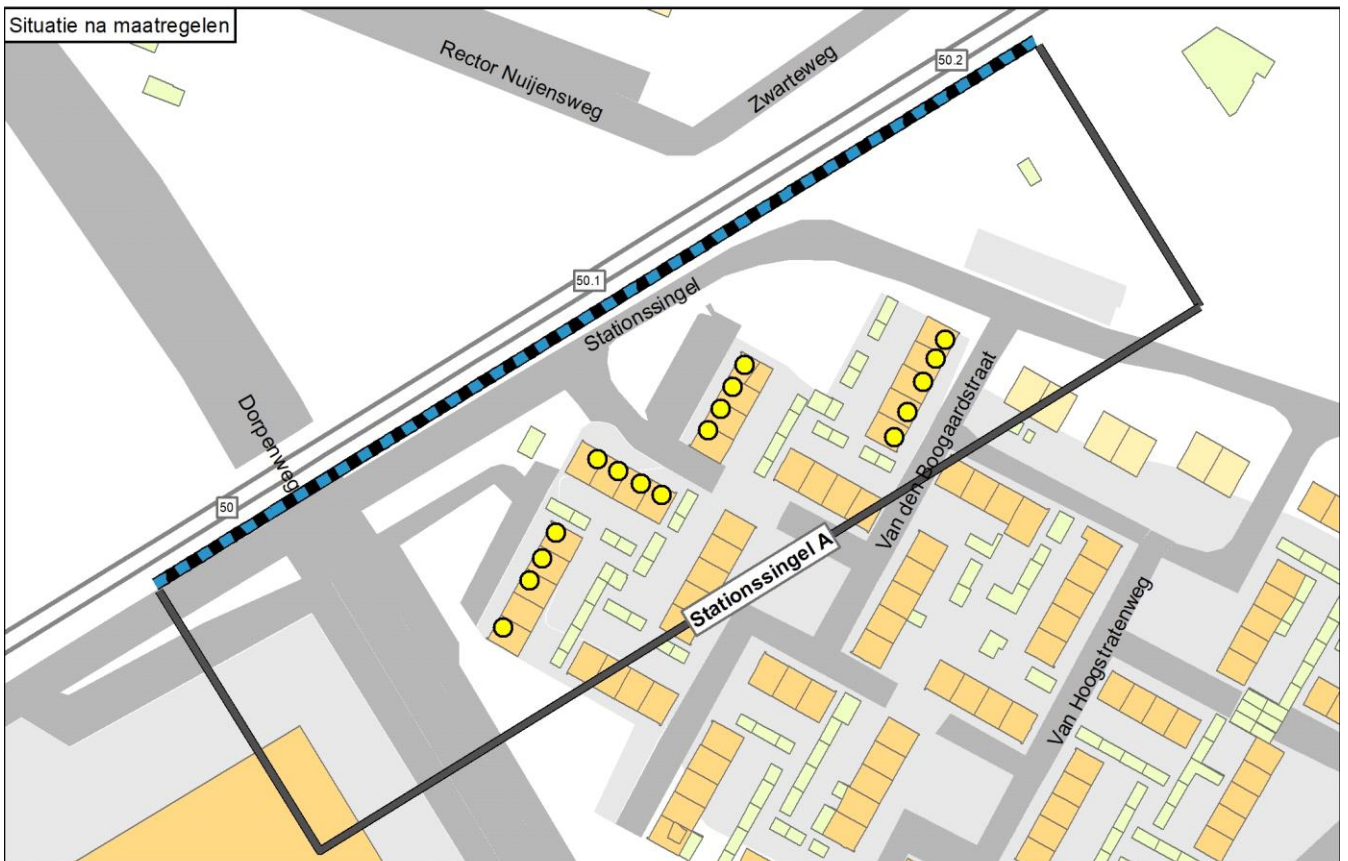 Situatie na maatregelen
Rector Nuijensweg
Zwarteweg
50.2
50.1
Stationssingel
Dorpenweg
50
Van den Boogaardstraat
Stationssingel A
Van Hoogstratenweg